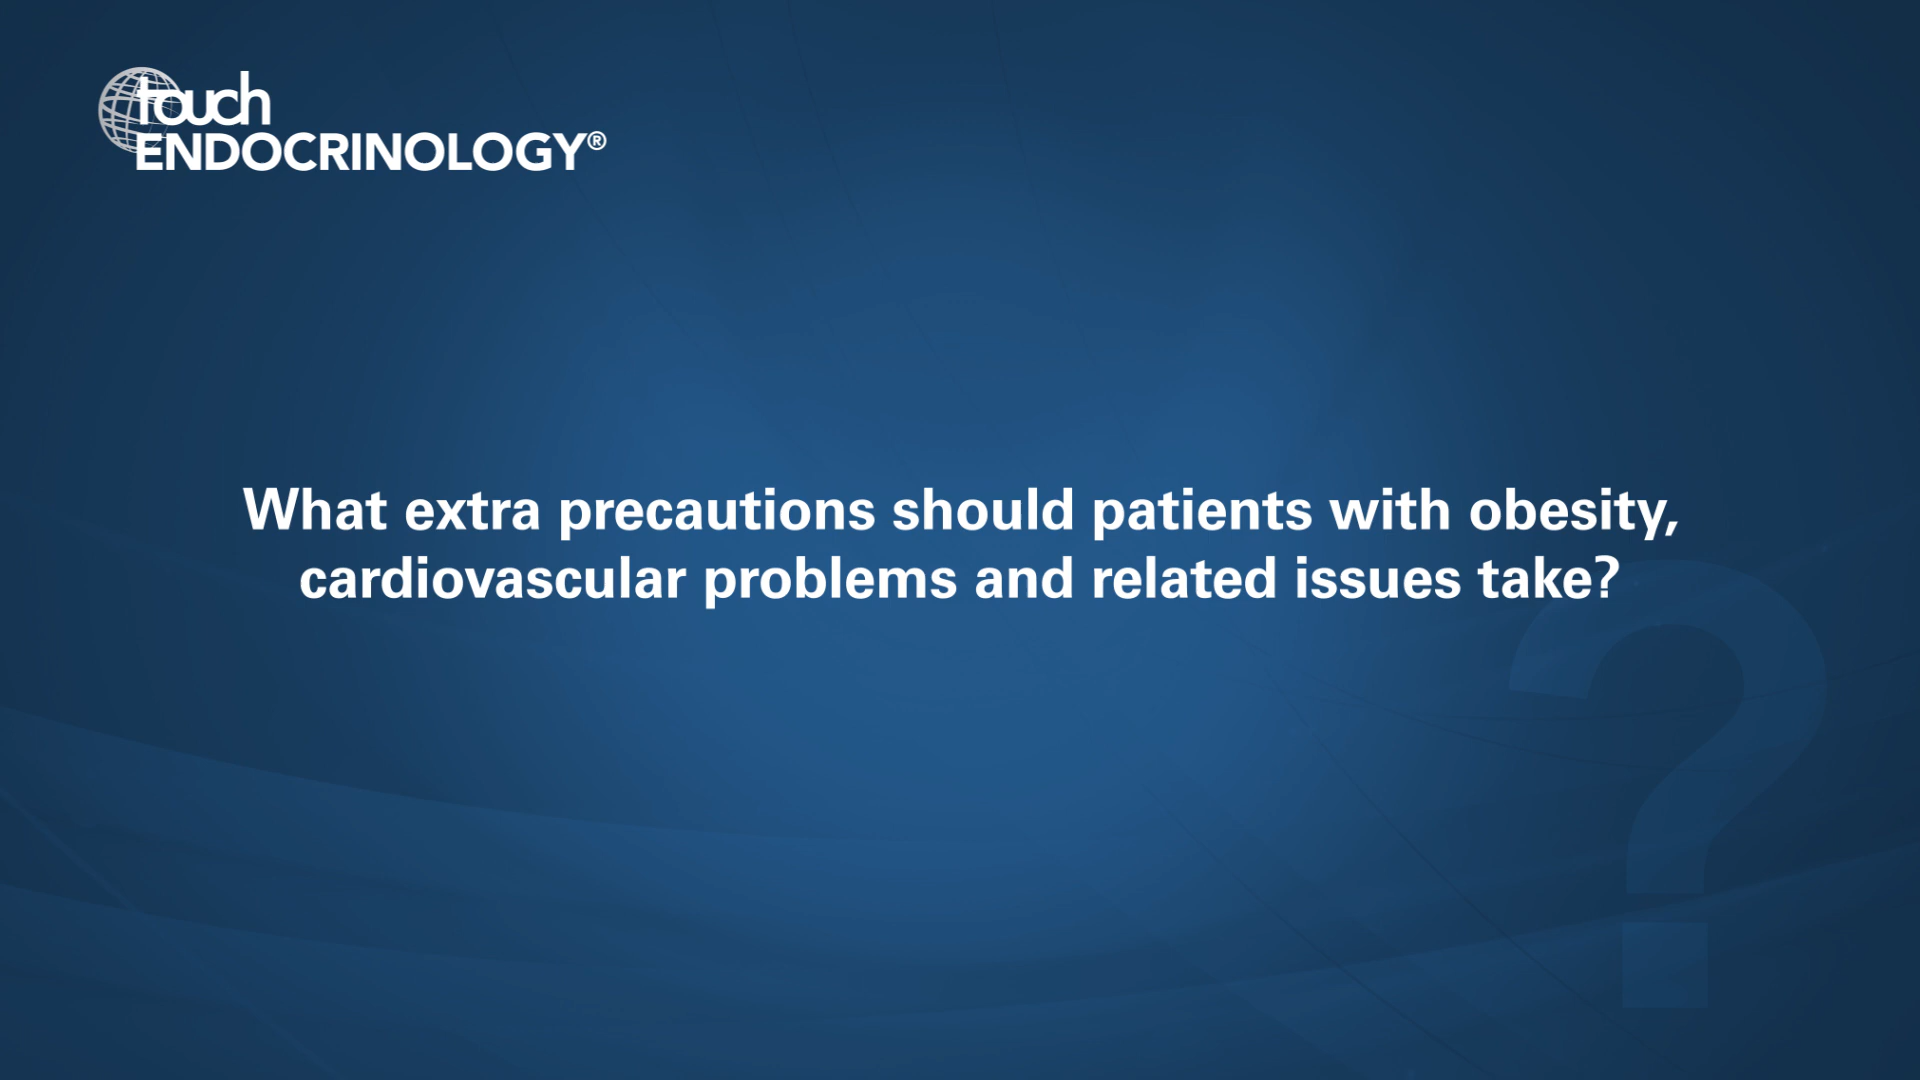 touch
ENDOCRINOLOGY®
What extra precautions should patients with obesity,
cardiovascular problems and related issues take?
?